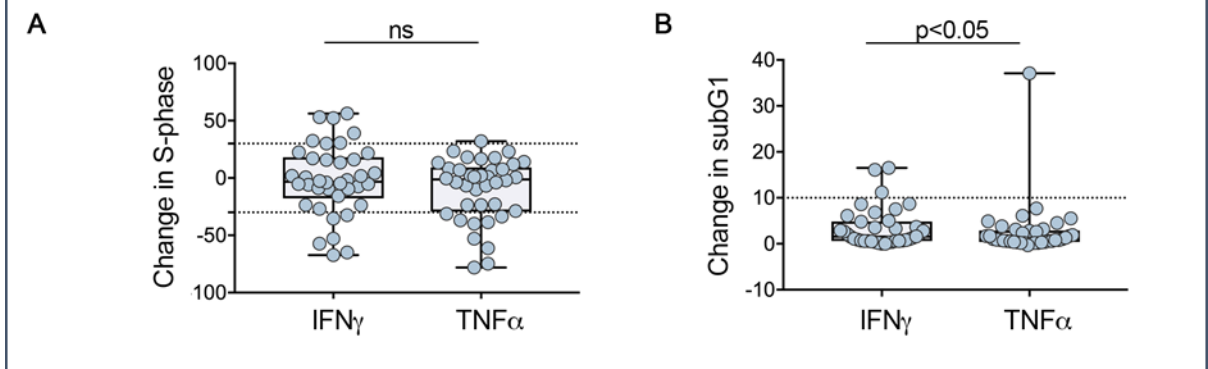 A
ns
Change in S-phase
100
50
0
-50
100
IFNγ
TNFα
B
p<0.05
Change in subG1
40
30
20
10
0
-10
IFNγ
TNFα